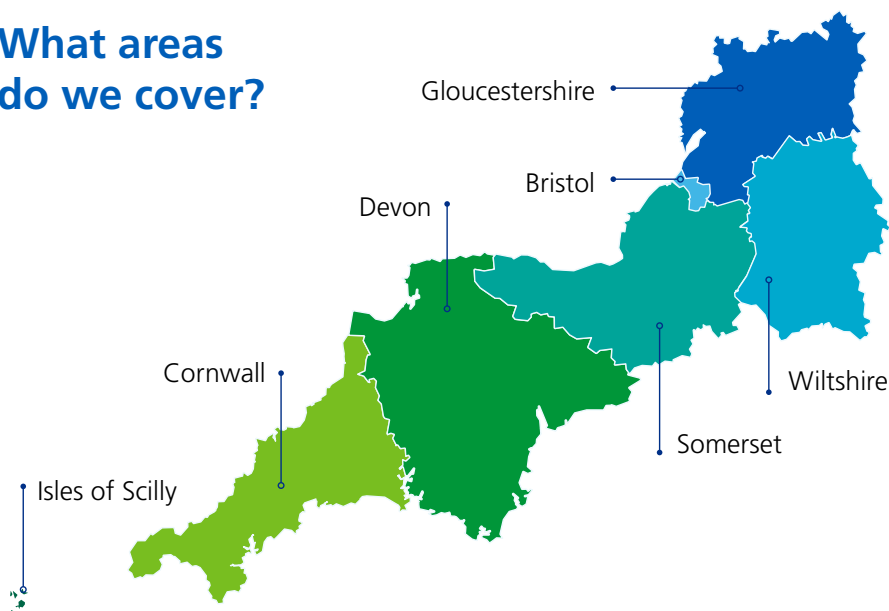 What areas
do we cover?
Gloucestershire
Bristol
Devon
Cornwall
Wiltshire
Somerset
Isles of Scilly